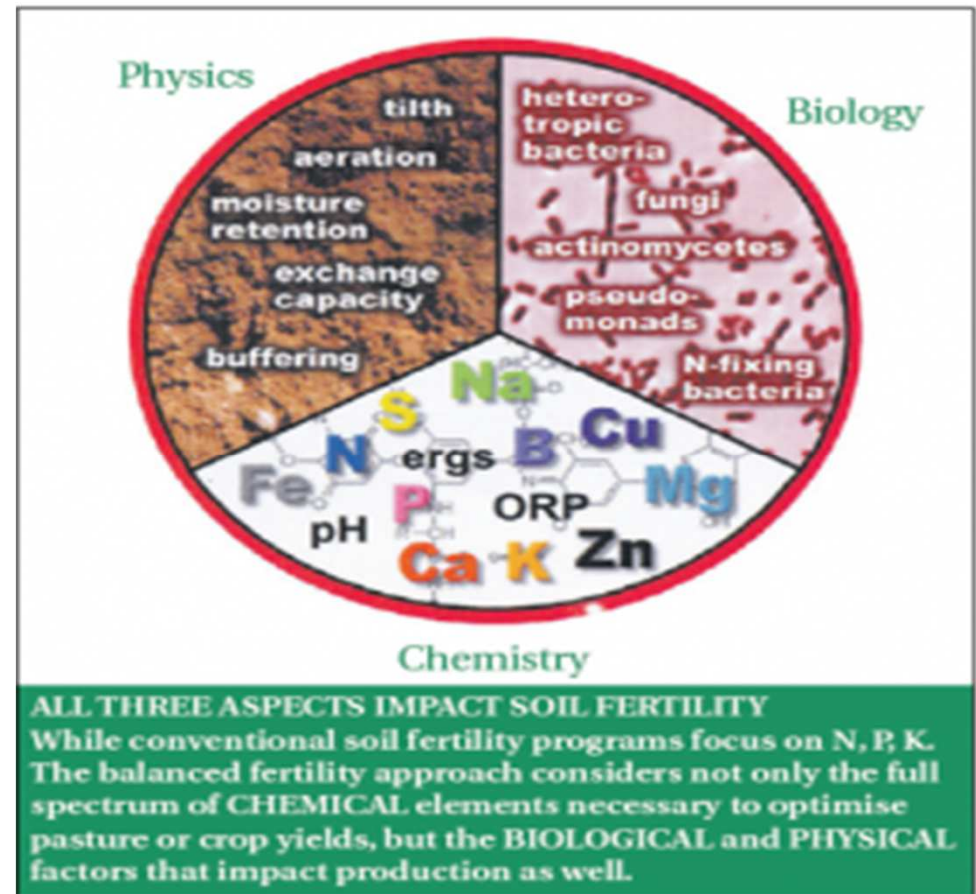 Physics
tilth
aeration
moisture
retention
exchange
capacity
buffering
Biology
hetero-
tropic
bacteria
fungi
actinomycetes
pseudo-
monads
N-fixing
bacteria
Na
S
Cu
N
ergs
B
Fe
P
Mg
ORP
pH
Zn
Ca
K
Chemistry
ALL THREE ASPECTS IMPACT SOIL FERTILITY
While conventional soil fertility programs focus on N, P, K.
The balanced fertility approach considers not only the full
spectrum of CHEMICAL elements necessary to optimise
pasture or crop yields, but the BIOLOGICAL and PHYSICAL
factors that impact production as well.